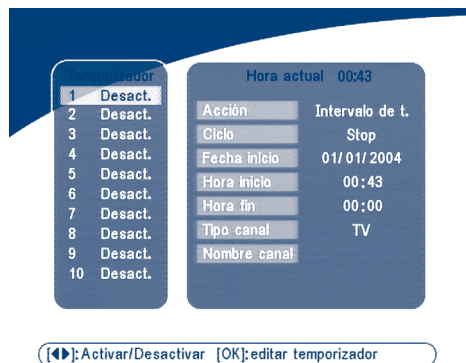 Temporizador
1 Desact.
2 Desact.
3 Desact.
4 Desact.
5 Desact.
6 Desact.
7 Desact.
8 Desact.
9 Desact.
10 Desact.
Hora actual 00:43
Acción Intervalo de t.
Ciclo Stop
Fecha inicio 01/01/2004
Hora inicio 00:43
Hora fin 00:00
Tipo canal TV
Nombre canal
[◀▶]: Activar/Desactivar [OK]: editar temporizador